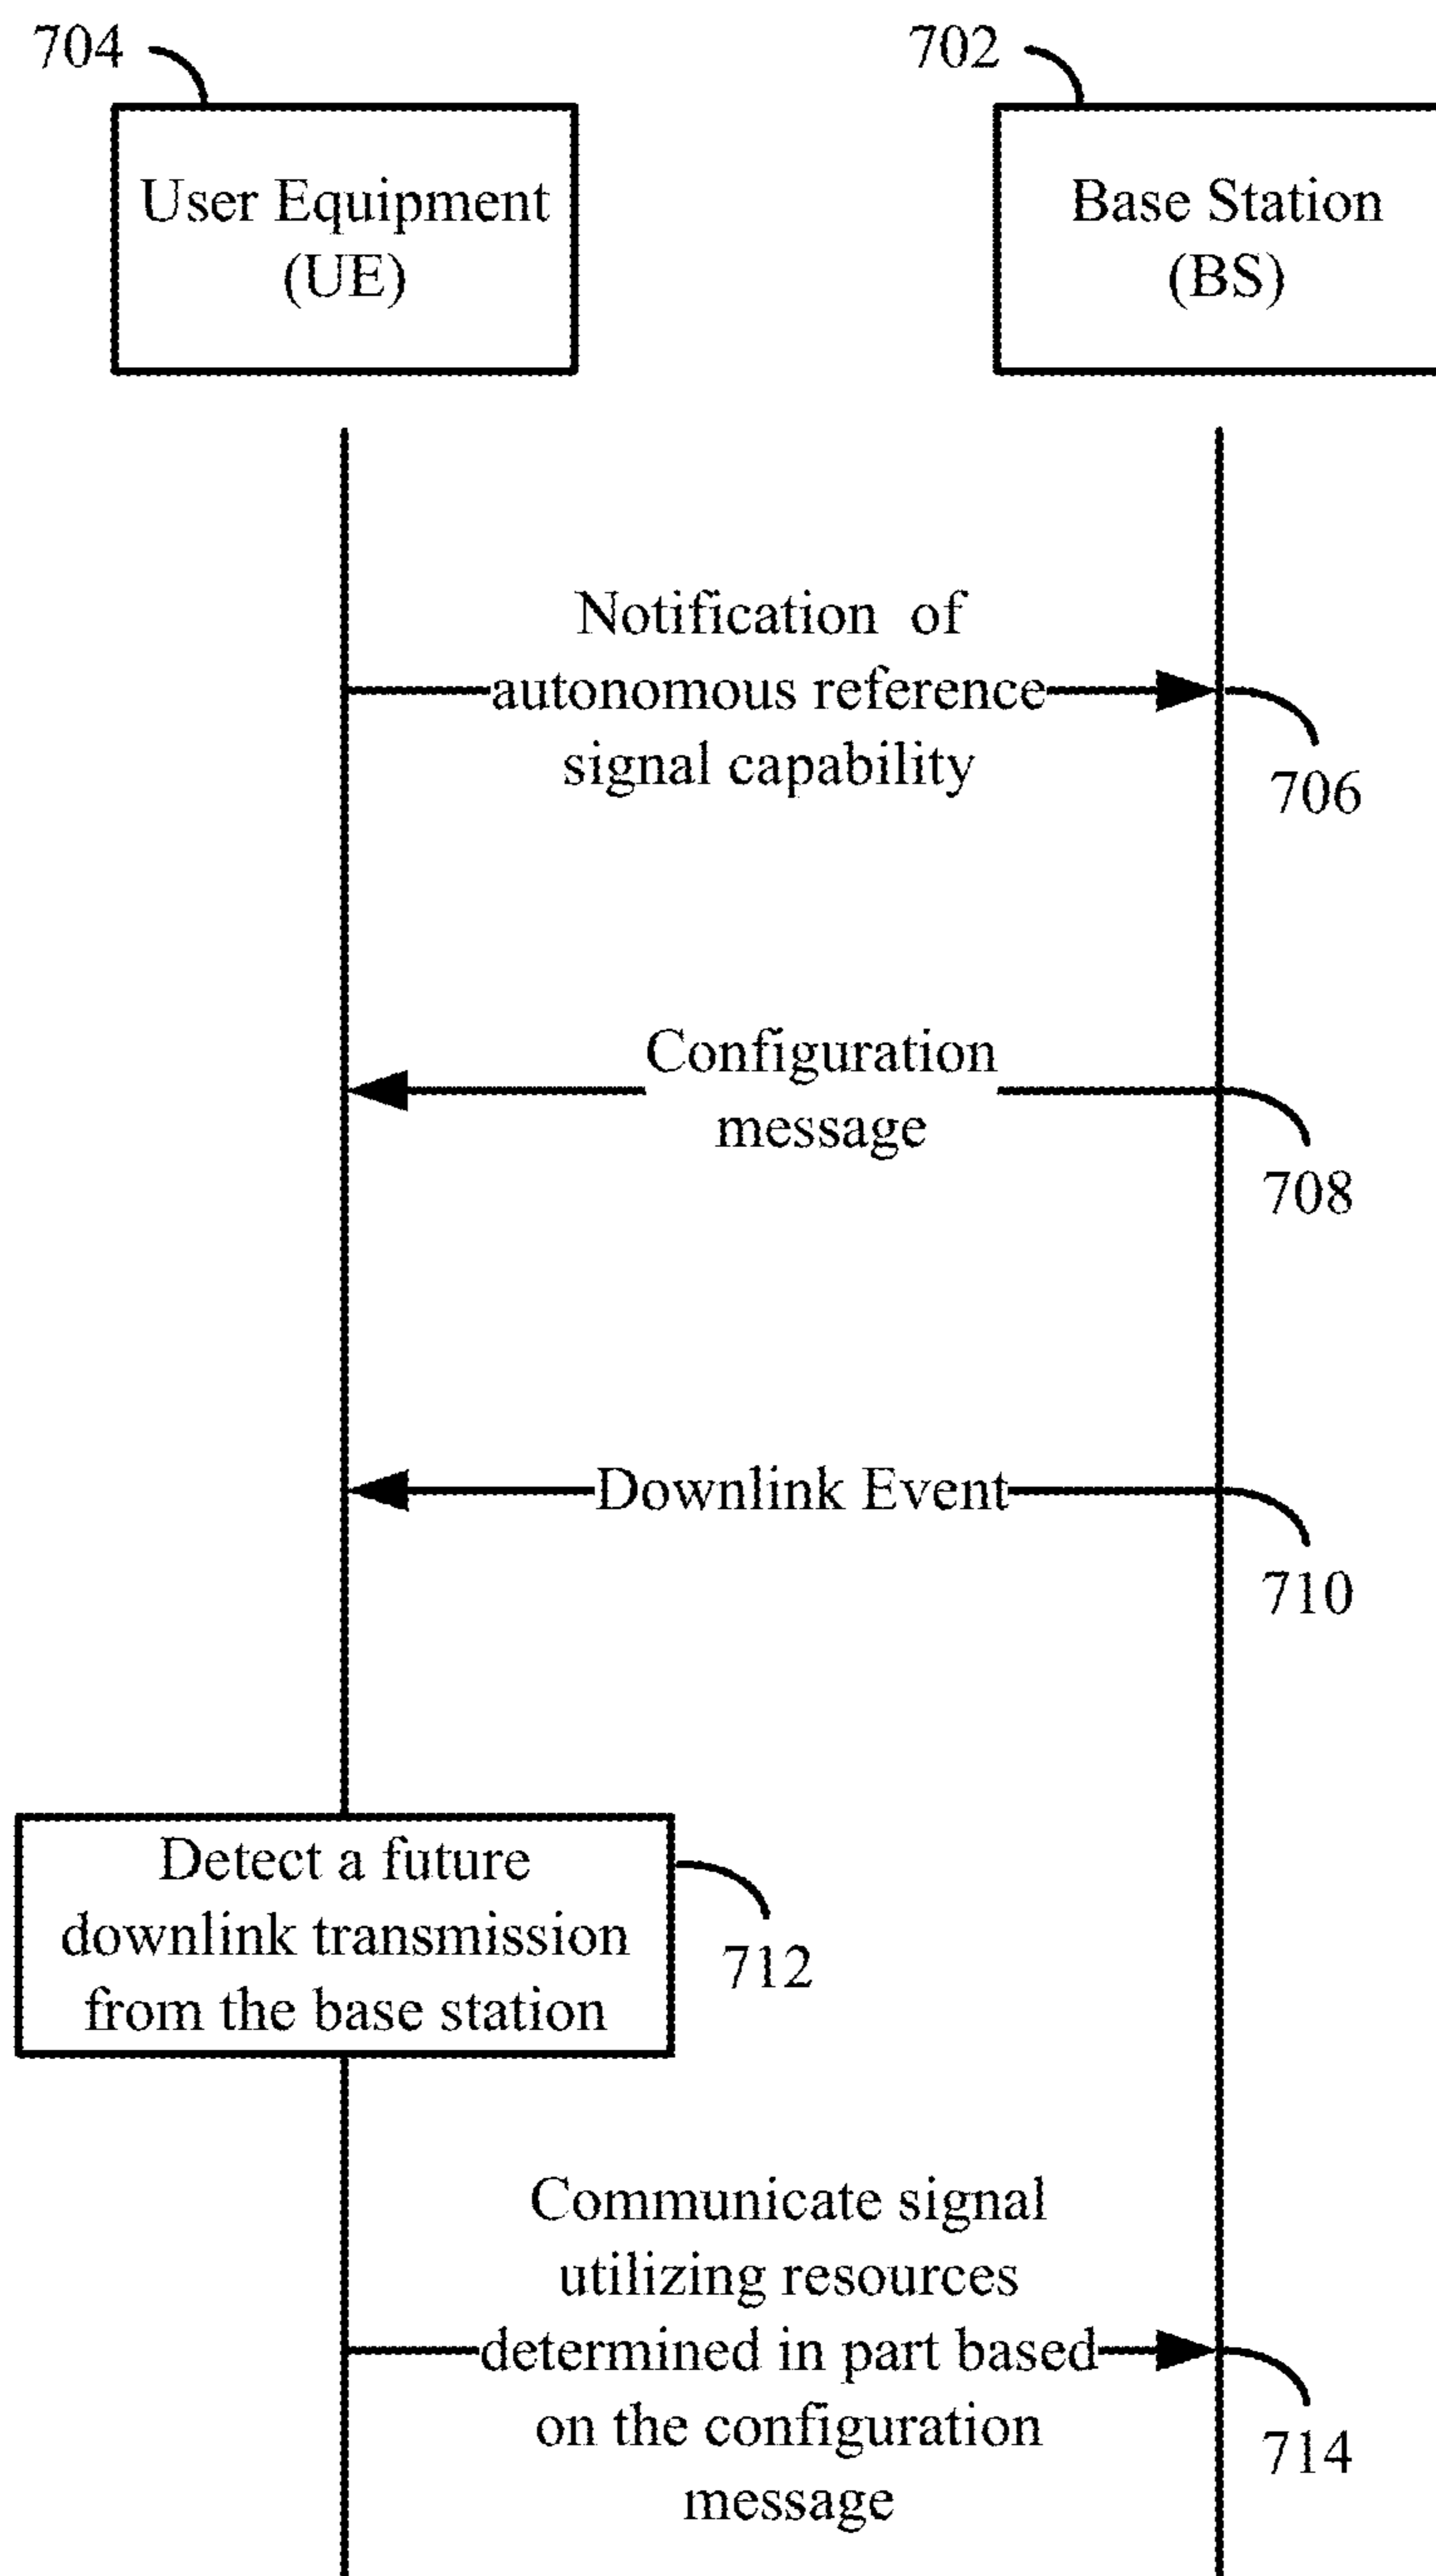 704
702
User Equipment
(UE)
Base Station
(BS)
Notification of
autonomous reference
signal capability
706
Configuration
message
708
Downlink Event
710
Detect a future
downlink transmission
from the base station
712
Communicate signal
utilizing resources
determined in part based
on the configuration
message
714